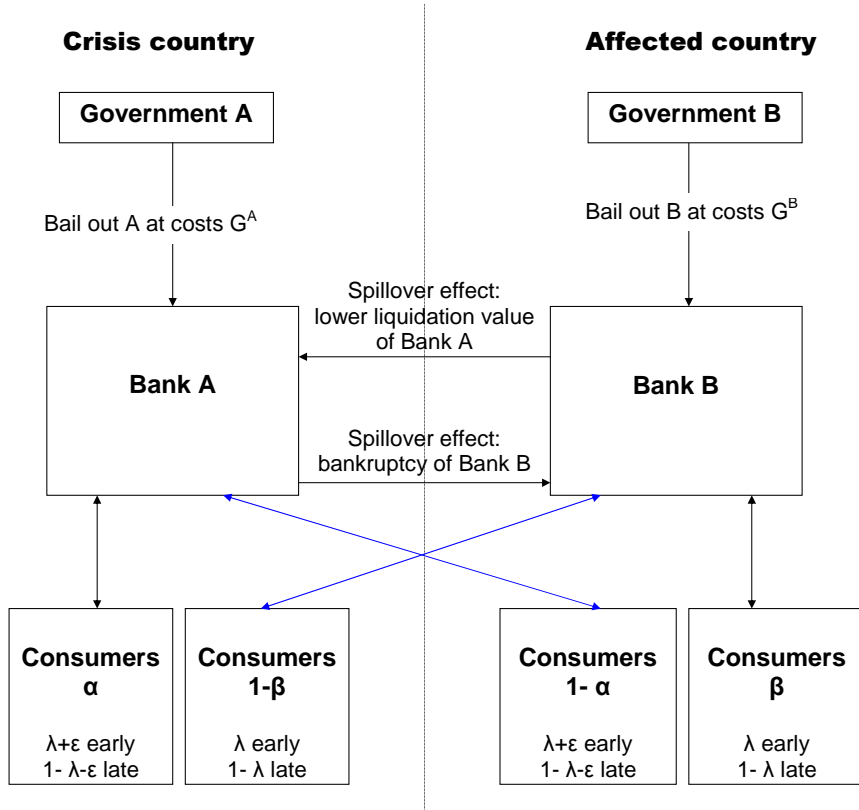 Crisis country
Affected country
Government A
Government B
Bail out A at costs G^A
Bail out B at costs G^B
Spillover effect:
lower liquidation value
of Bank A
Bank A
Bank B
Spillover effect:
bankruptcy of Bank B
Consumers
α
λ+ε early
1- λ-ε late
Consumers
1-β
λ early
1- λ late
Consumers
1- α
λ+ε early
1- λ-ε late
Consumers
β
λ early
1- λ late